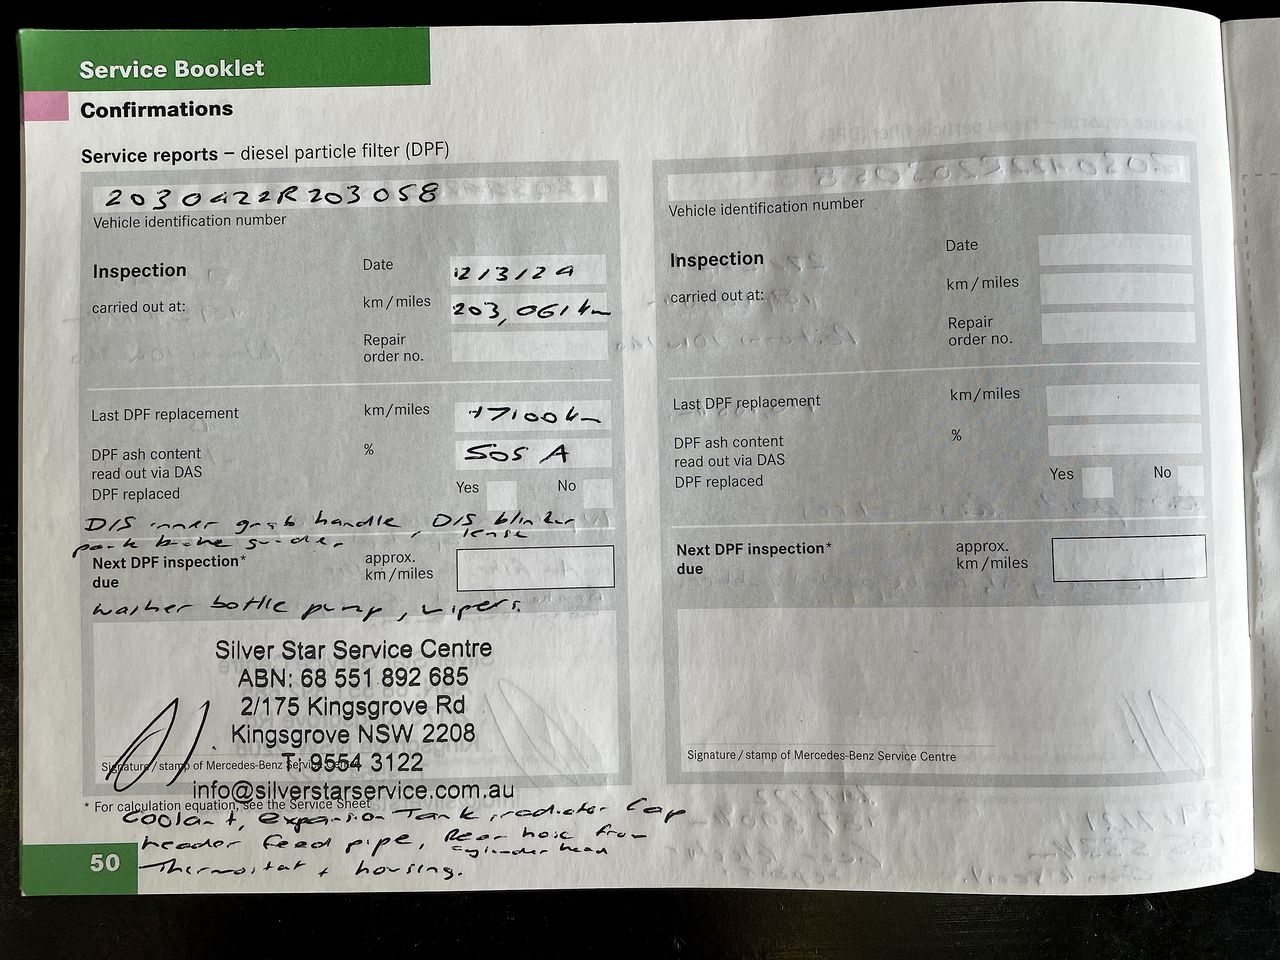 Service Booklet
Confirmations
Service reports – diesel particle filter (DPF)
2030422R203058
Vehicle identification number
Inspection
Date
12/3/24
carried out at:
km/miles
203,061 km
Repair
order no.
Last DPF replacement
km/miles
DPF ash content
read out via DAS
%
SOS A
DPF replaced
Yes
No
D/S inner grab handle, D/S blinker
lense
park brake
Next DPF inspection*
due
approx.
km/miles
washer bottle pump, wipers.
Silver Star Service Centre
ABN: 68 551 892 685
2/175 Kingsgrove Rd
Kingsgrove NSW 2208
Signature/stamp of Mercedes-Benz Service Centre
T: 9554 3122
info@silverstarservice.com.au
* For calculation equation, see the Service Sheet
Coolant, expansion Tank, radiator Cap
header feed pipe, Rear hose from
cylinder head
Thermostat + housing.
50
Vehicle identification number
Inspection
Date
carried out at:
km/miles
Repair
order no.
Last DPF replacement
km/miles
DPF ash content
read out via DAS
%
DPF replaced
Yes
No
Next DPF inspection*
due
approx.
km/miles
Signature/stamp of Mercedes-Benz Service Centre